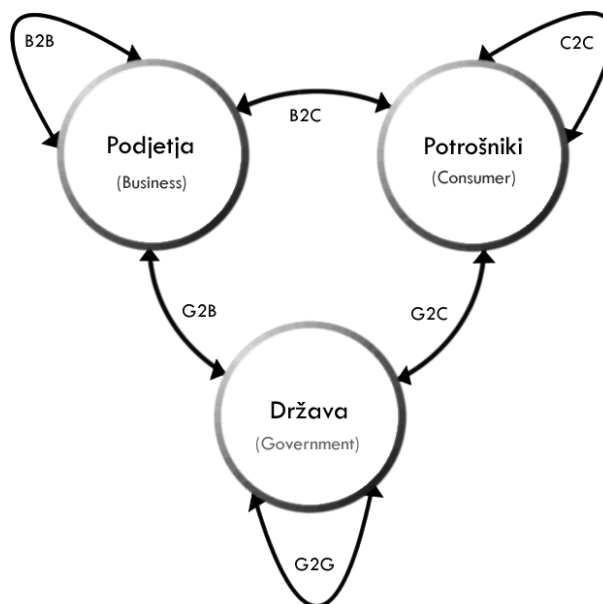 B2B
C2C
B2C
Podjetja
(Business)
Potrošniki
(Consumer)
G2B
G2C
Država
(Government)
G2G